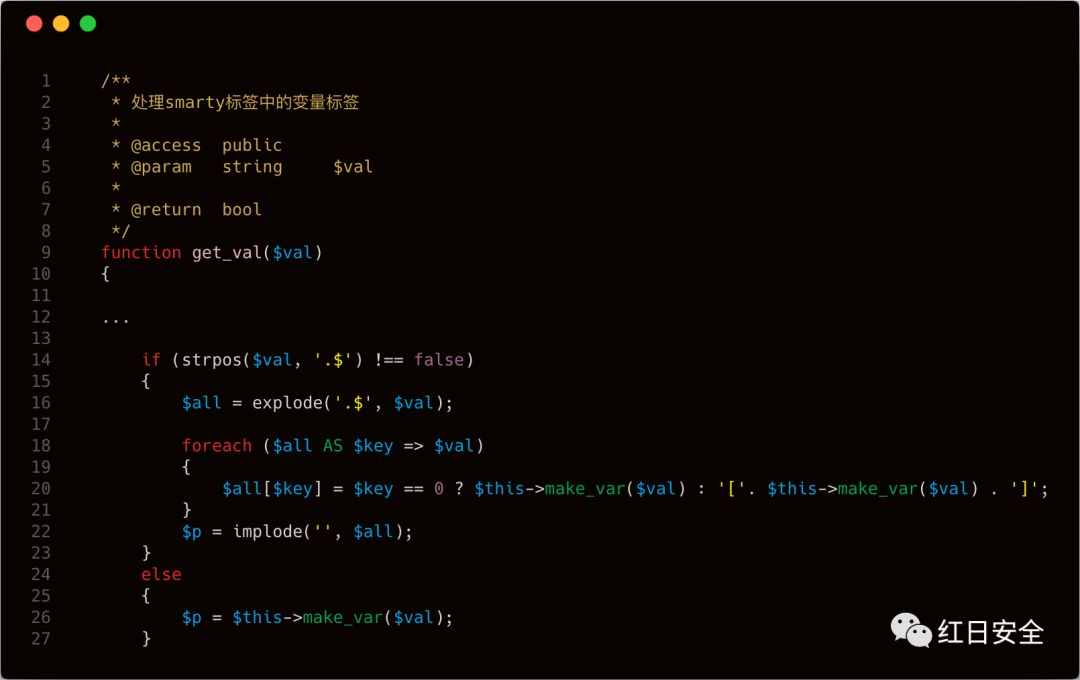 1 /**
2 * 处理smarty标签中的变量标签
3 *
4 * @access public
5 * @param string $val
6 *
7 * @return bool
8 */
9 function get_val($val)
10 {
11
12 ...
13
14 if (strpos($val, '.$') !== false)
15 {
16 $all = explode('.$', $val);
17
18 foreach ($all AS $key => $val)
19 {
20 $all[$key] = $key == 0 ? $this->make_var($val) : '['. $this->make_var($val) . ']';
21 }
22 $p = implode('', $all);
23 }
24 else
25 {
26 $p = $this->make_var($val);
27 }
红日安全